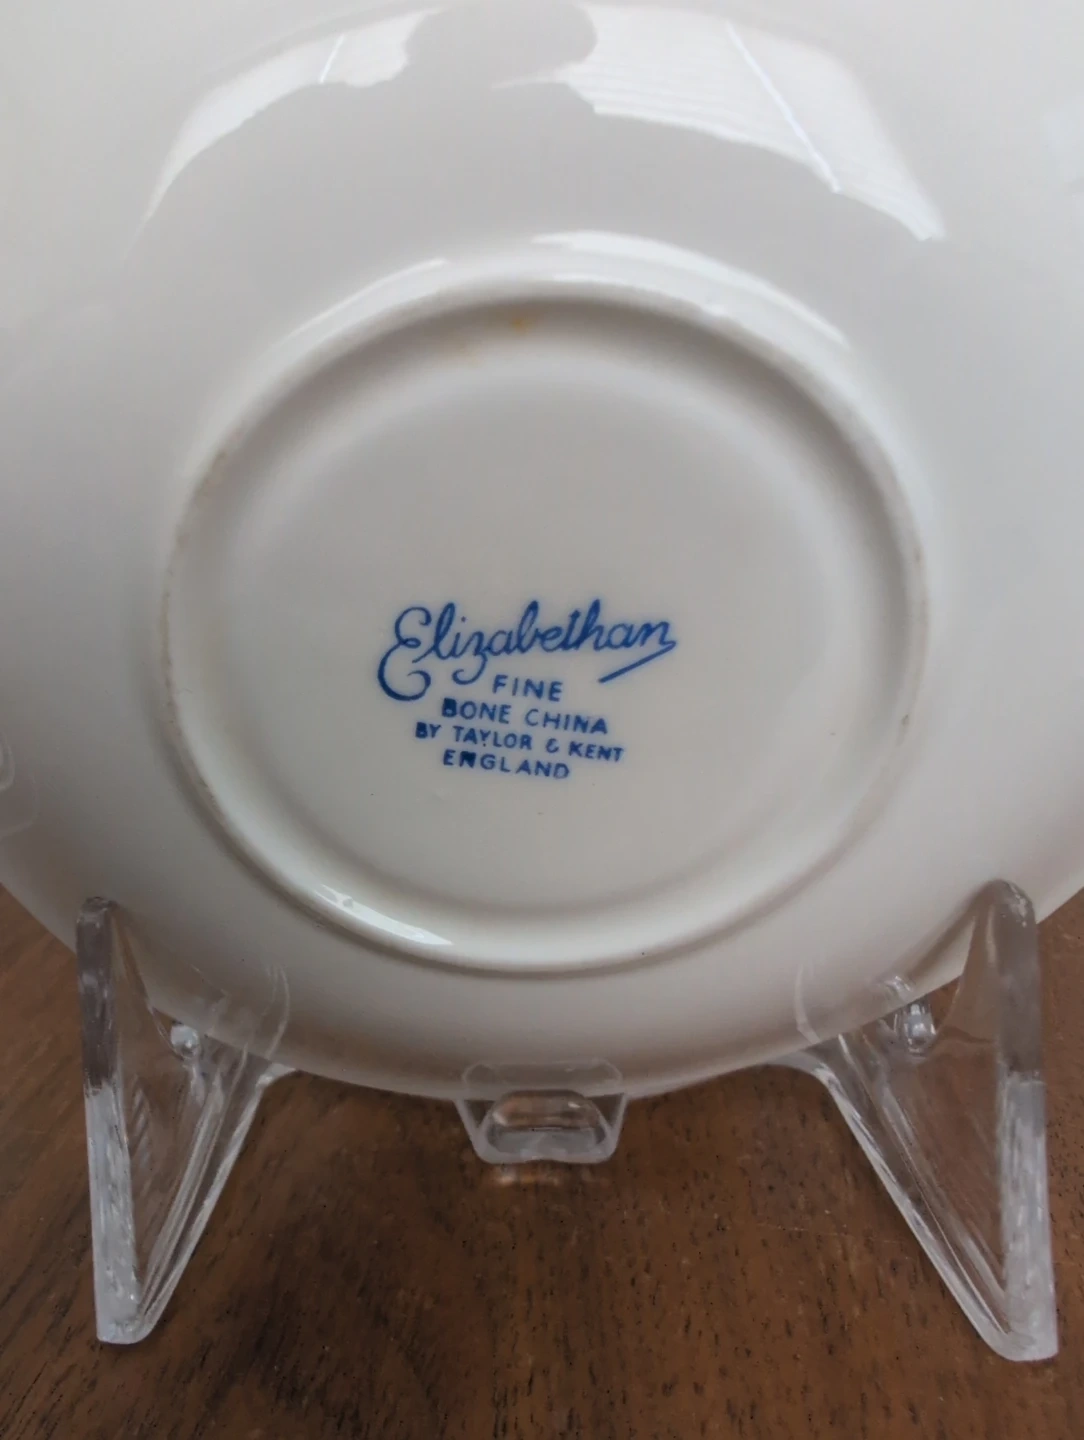 Elizabethan
FINE
BONE CHINA
BY TAYLOR & KENT
ENGLAND